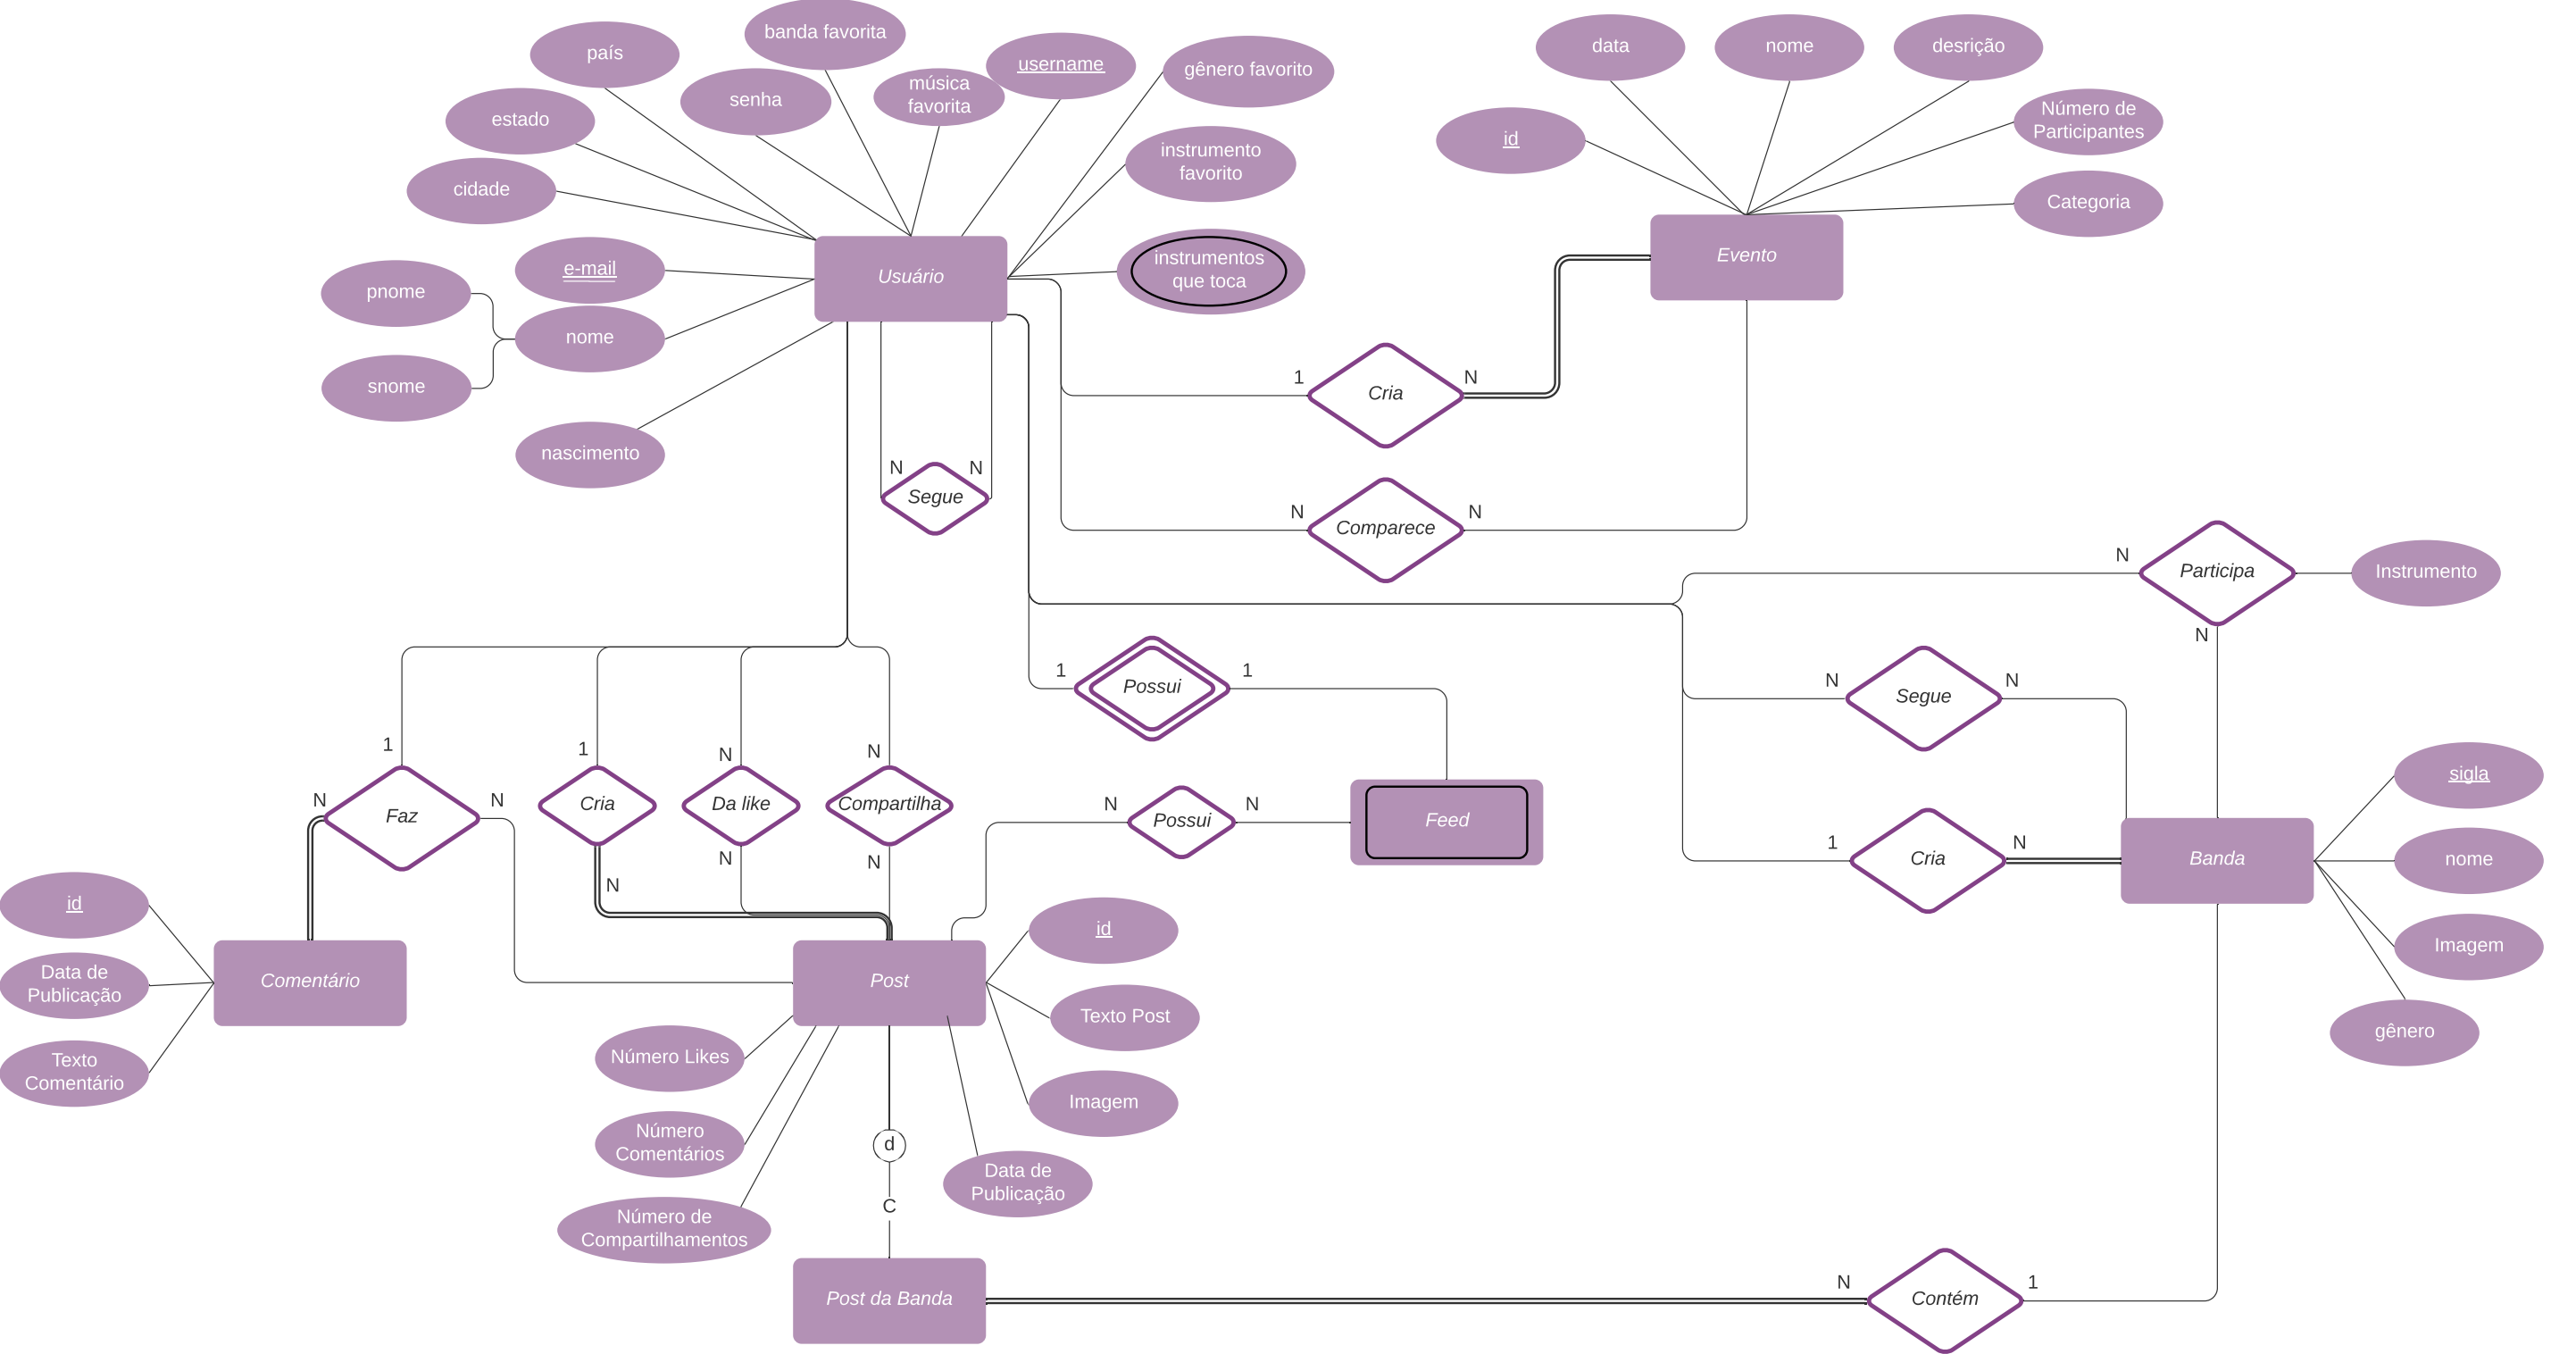 banda favorita
país
username
gênero favorito
senha
música
favorita
estado
cidade
instrumento
favorito
e-mail
pnome
nome
snome
nascimento
instrumentos
que toca
Usuário
data
nome
desrição
id
Número de
Participantes
Categoria
Evento
1
Cria
N
N
Segue
N
N
Comparece
N
N
Participa
Instrumento
N
1
Possui
1
N
Segue
N
1
N
Faz
N
1
Cria
N
N
Da like
N
N
Compartilha
N
N
Possui
N
Feed
1
Cria
N
Banda
sigla
nome
Imagem
gênero
id
Data de
Publicação
Texto
Comentário
Comentário
Post
id
Texto Post
Imagem
Número Likes
Número
Comentários
Número de
Compartilhamentos
d
C
Data de
Publicação
Post da Banda
N
Contém
1